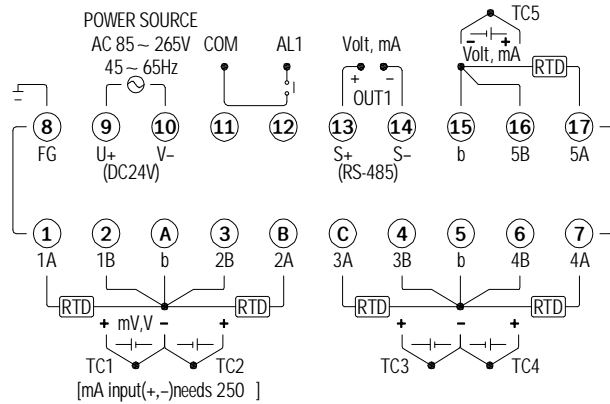 POWER SOURCE
AC 85~ 265V
45~ 65Hz
COM
AL1
Volt, mA
+ −
OUT1
TC5
− +
Volt, mA
RTD
8 9 10 11 12 13 14 15 16 17
FG U+ V− S+ S− b 5B 5A
(DC24V)
(RS-485)
1 2 A 3 B C 4 5 6 7
1A 1B b 2B 2A 3A 3B b 4B 4A
RTD RTD RTD RTD
+ mV,V − + + − +
TC1 TC2 TC3 TC4
[mA input(+,−)needs 250 ]